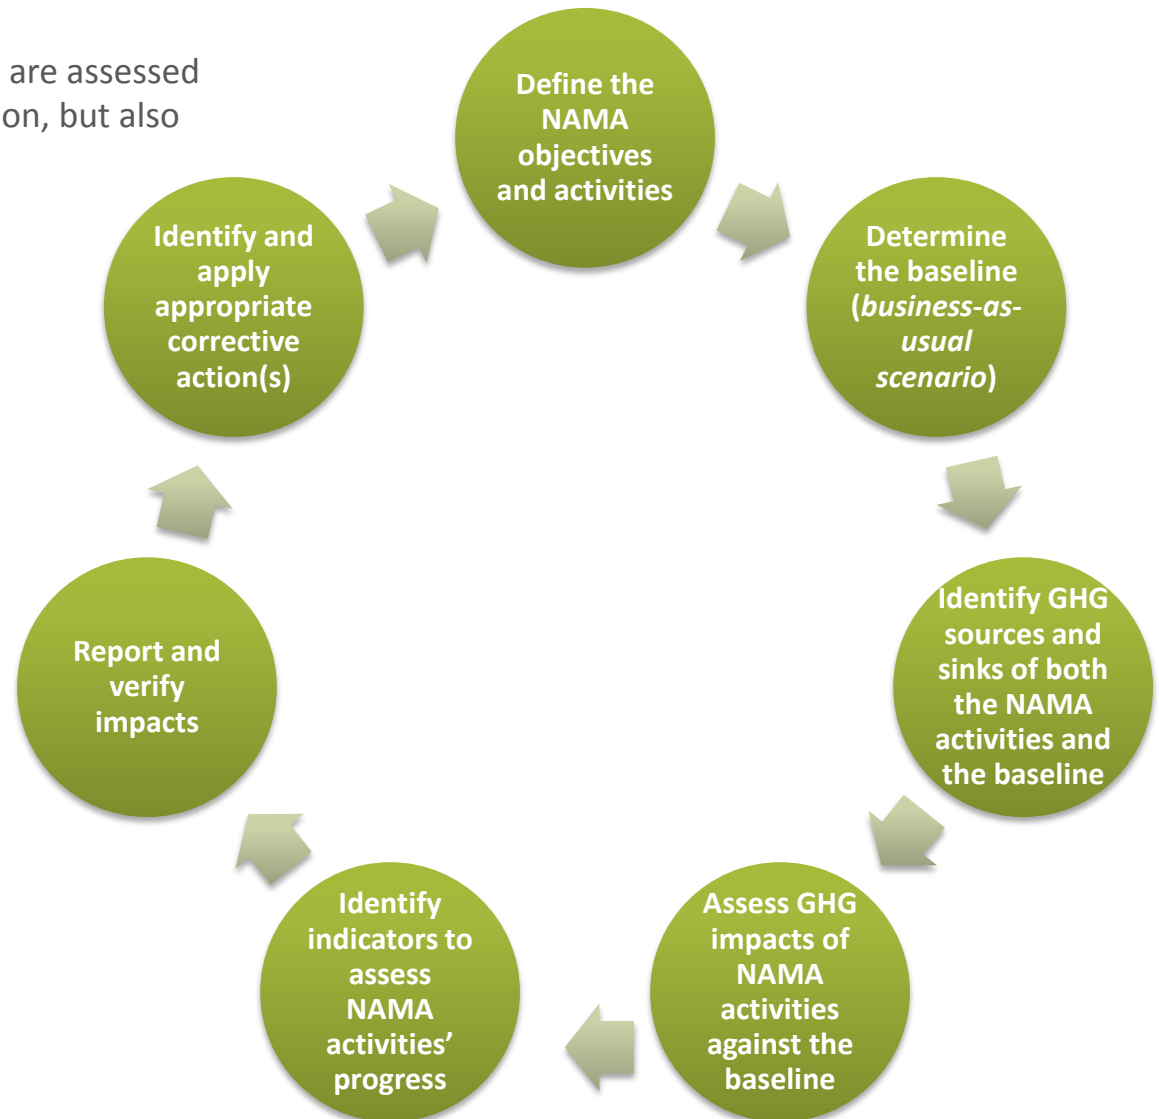 are assessed
on, but also
Define the
NAMA
objectives
and activities
Determine
the baseline
(business-as-
usual
scenario)
Identify GHG
sources and
sinks of both
the NAMA
activities and
the baseline
Assess GHG
impacts of
NAMA
activities
against the
baseline
Identify
indicators to
assess
NAMA
activities’
progress
Report and
verify
impacts
Identify and
apply
appropriate
corrective
action(s)